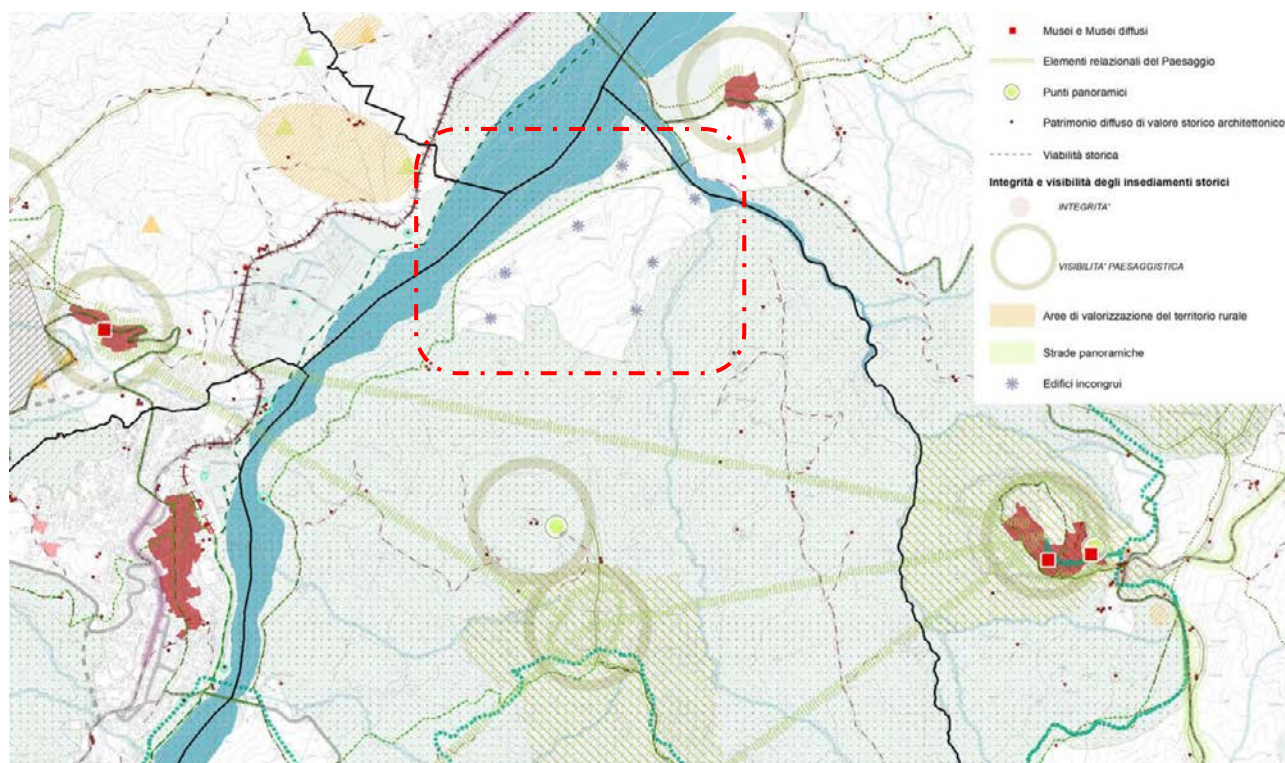 Musei e Musei diffusi
Elementi relazionali del Paesaggio
Punti panoramici
Patrimonio diffuso di valore storico architettonico
Viabilità storica
Integrità e visibilità degli insediamenti storici
INTEGRITA'
VISIBILITA' PAESAGGISTICA
Aree di valorizzazione del territorio rurale
Strade panoramiche
Edifici incongrui